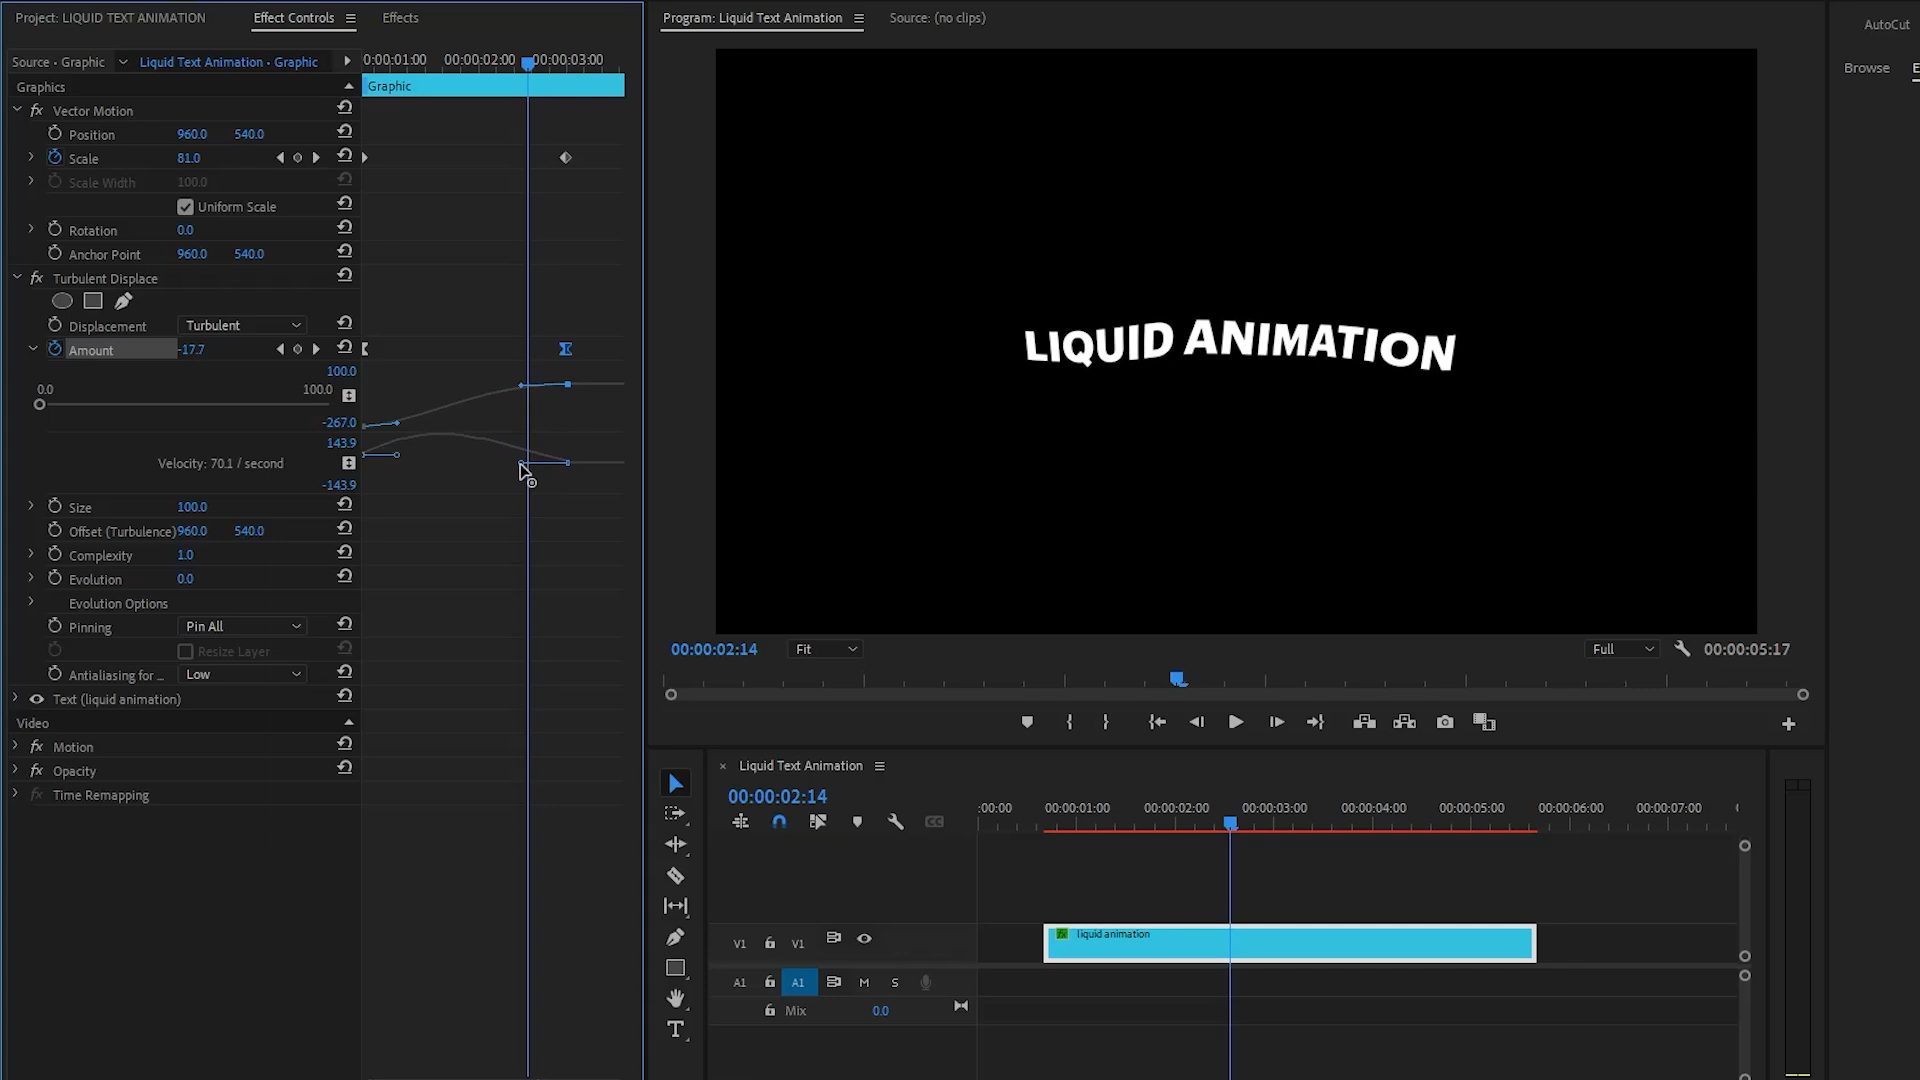 Project: LIQUID TEXT ANIMATION
Effect Controls
Effects
Source · Graphic
Liquid Text Animation · Graphic
0:00:01:00
00:00:02:00
00:00:03:00
Graphics
Graphic
fx Vector Motion
Position 960.0 540.0
Scale 81.0
Scale Width 100.0
Uniform Scale
Rotation 0.0
Anchor Point 960.0 540.0
fx Turbulent Displace
Displacement Turbulent
Amount -17.7
100.0
0.0 100.0
-267.0
143.9
Velocity: 70.1 / second
-143.9
Size 100.0
Offset (Turbulence) 960.0 540.0
Complexity 1.0
Evolution 0.0
Evolution Options
Pinning Pin All
Resize Layer
Antialiasing for ... Low
Text (liquid animation)
Video
fx Motion
fx Opacity
fx Time Remapping
Program: Liquid Text Animation
Source: (no clips)
LIQUID ANIMATION
00:00:02:14
Fit
Full
00:00:05:17
× Liquid Text Animation
00:00:02:14
CC
:00:00
00:00:01:00
00:00:02:00
00:00:03:00
00:00:04:00
00:00:05:00
00:00:06:00
00:00:07:00
V1 V1
fx liquid animation
A1 A1 M S
Mix 0.0
T
AutoCut
Browse